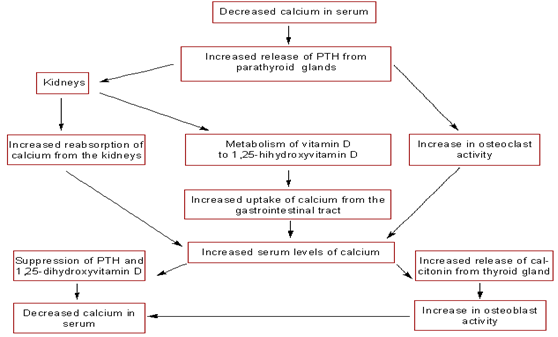 Decreased calcium in serum
Increased release of PTH from
parathyroid glands
Kidneys
Increased reabsorption of
calcium from the kidneys
Metabolism of vitamin D
to 1,25-hihydroxyvitamin D
Increase in osteoclast
activity
Increased uptake of calcium from the
gastrointestinal tract
Increased serum levels of calcium
Suppression of PTH and
1,25-dihydroxyvitamin D
Increased release of cal-
citonin from thyroid gland
Decreased calcium in
serum
Increase in osteoblast
activity